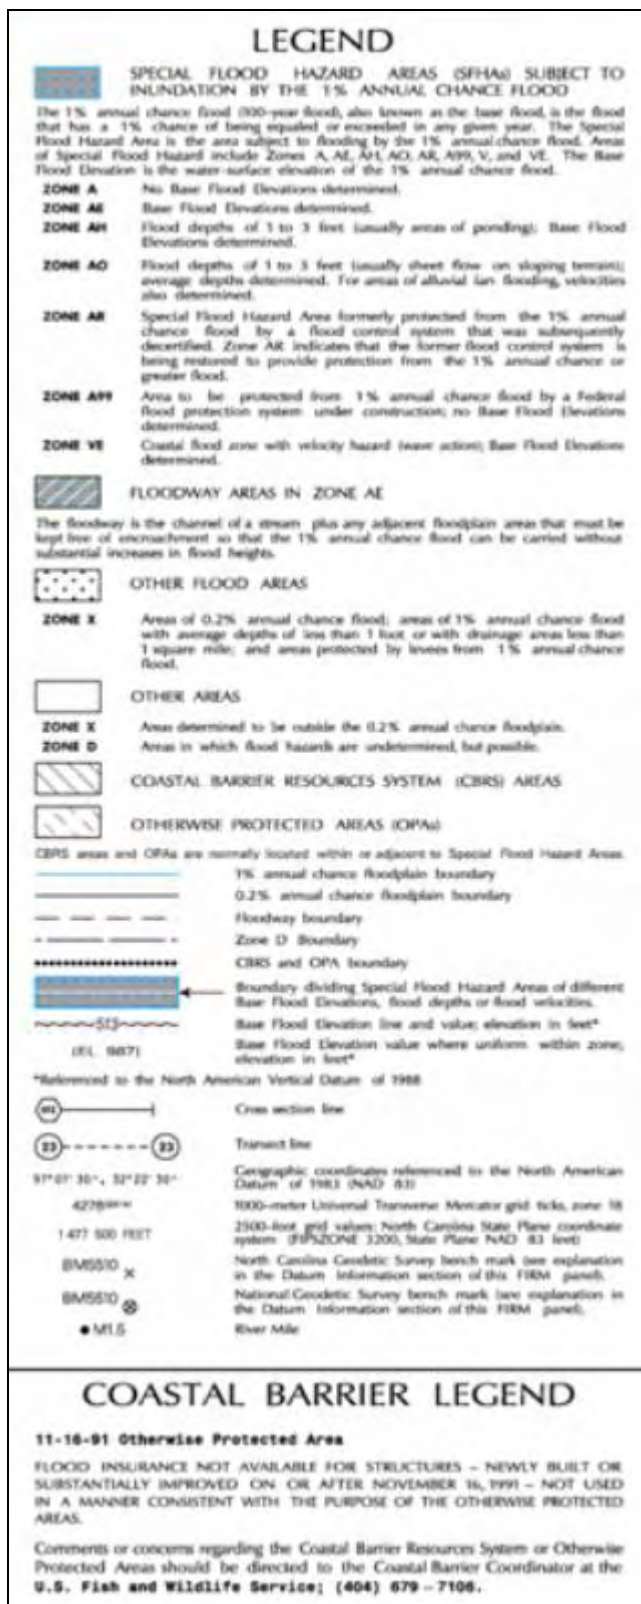 LEGEND
SPECIAL FLOOD HAZARD AREAS (SFHAs) SUBJECT TO
INUNDATION BY THE 1% ANNUAL CHANCE FLOOD
The 1% annual chance flood (100-year flood), also known as the base flood, is the flood
that has a 1% chance of being equaled or exceeded in any given year. The Special
Flood Hazard Area is the area subject to flooding by the 1% annual chance flood. Areas
of Special Flood Hazard include Zones A, AE, AH, AO, AR, A99, V, and VE. The Base
Flood Elevation is the water-surface elevation of the 1% annual chance flood.
ZONE A No Base Flood Elevations determined.
ZONE AE Base Flood Elevations determined.
ZONE AH Flood depths of 1 to 3 feet (usually areas of ponding); Base Flood
Elevations determined.
ZONE AO Flood depths of 1 to 3 feet (usually sheet flow on sloping terrain);
average depths determined. For areas of alluvial fan flooding, velocities
also determined.
ZONE AR Special Flood Hazard Area formerly protected from the 1% annual
chance flood by a flood control system that was subsequently
decertified. Zone AR indicates that the former flood control system is
being restored to provide protection from the 1% annual chance or
greater flood.
ZONE A99 Area to be protected from 1% annual chance flood by a Federal
flood protection system under construction; no Base Flood Elevations
determined.
ZONE VE Coastal flood zone with velocity hazard (wave action); Base Flood Elevations
determined.
FLOODWAY AREAS IN ZONE AE
The floodway is the channel of a stream plus any adjacent floodplain areas that must be
kept free of encroachment so that the 1% annual chance flood can be carried without
substantial increases in flood heights.
OTHER FLOOD AREAS
ZONE X Areas of 0.2% annual chance flood; areas of 1% annual chance flood
with average depths of less than 1 foot or with drainage areas less than
1 square mile; and areas protected by levees from 1% annual chance
flood.
OTHER AREAS
ZONE X Areas determined to be outside the 0.2% annual chance floodplain.
ZONE D Areas in which flood hazards are undetermined, but possible.
COASTAL BARRIER RESOURCES SYSTEM (CBRS) AREAS
OTHERWISE PROTECTED AREAS (OPAs)
CBRS areas and OPAs are normally located within or adjacent to Special Flood Hazard Areas.
1% annual chance floodplain boundary
0.2% annual chance floodplain boundary
Floodway boundary
Zone D Boundary
CBRS and OPA boundary
Boundary dividing Special Flood Hazard Areas of different
Base Flood Elevations, flood depths or flood velocities.
513 Base Flood Elevation line and value; elevation in feet*
(EL 987) Base Flood Elevation value where uniform within zone;
elevation in feet*
*Referenced to the North American Vertical Datum of 1988
Cross section line
23 23 Transect line
97°07' 30", 32°22' 30" Geographic coordinates referenced to the North American
Datum of 1983 (NAD 83)
4276 1000-meter Universal Transverse Mercator grid ticks, zone 18
1 477 500 FEET 2500-foot grid values: North Carolina State Plane coordinate
system (FIPSZONE 3200, State Plane NAD 83 feet)
BM5510 North Carolina Geodetic Survey bench mark (see explanation
in the Datum Information section of this FIRM panel).
BM5510 National Geodetic Survey bench mark (see explanation in
the Datum Information section of this FIRM panel).
M1.5 River Mile
COASTAL BARRIER LEGEND
11-16-91 Otherwise Protected Area
FLOOD INSURANCE NOT AVAILABLE FOR STRUCTURES – NEWLY BUILT OR
SUBSTANTIALLY IMPROVED ON OR AFTER NOVEMBER 16, 1991 – NOT USED
IN A MANNER CONSISTENT WITH THE PURPOSE OF THE OTHERWISE PROTECTED
AREAS.
Comments or concerns regarding the Coastal Barrier Resources System or Otherwise
Protected Areas should be directed to the Coastal Barrier Coordinator at the
U.S. Fish and Wildlife Service; (404) 679–7106.